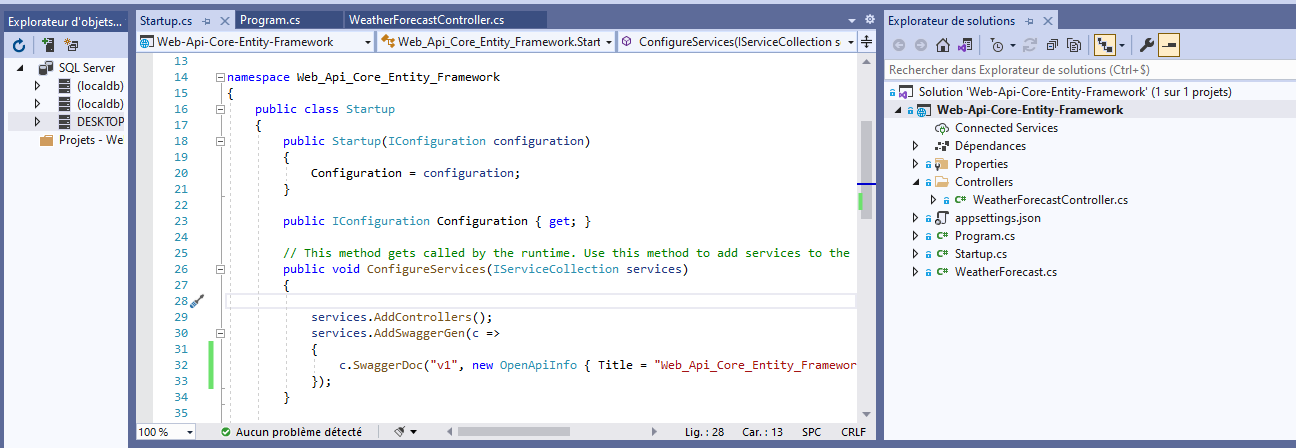 Explorateur d'objets...
SQL Server
(localdb)
(localdb)
DESKTOP
Projets - We
Startup.cs
Program.cs
WeatherForecastController.cs
Web-Api-Core-Entity-Framework
Web_Api_Core_Entity_Framework.Start
ConfigureServices(IServiceCollection s
13
14 namespace Web_Api_Core_Entity_Framework
15 {
16 public class Startup
17 {
18 public Startup(IConfiguration configuration)
19 {
20 Configuration = configuration;
21 }
22
23 public IConfiguration Configuration { get; }
24
25 // This method gets called by the runtime. Use this method to add services to the
26 public void ConfigureServices(IServiceCollection services)
27 {
28
29 services.AddControllers();
30 services.AddSwaggerGen(c =>
31 {
32 c.SwaggerDoc("v1", new OpenApiInfo { Title = "Web_Api_Core_Entity_Framewor
33 });
34 }
35
100 %
Aucun problème détecté
Lig. : 28
Car. : 13
SPC
CRLF
Explorateur de solutions
Rechercher dans Explorateur de solutions (Ctrl+$)
Solution 'Web-Api-Core-Entity-Framework' (1 sur 1 projets)
Web-Api-Core-Entity-Framework
Connected Services
Dépendances
Properties
Controllers
C# WeatherForecastController.cs
appsettings.json
C# Program.cs
C# Startup.cs
C# WeatherForecast.cs